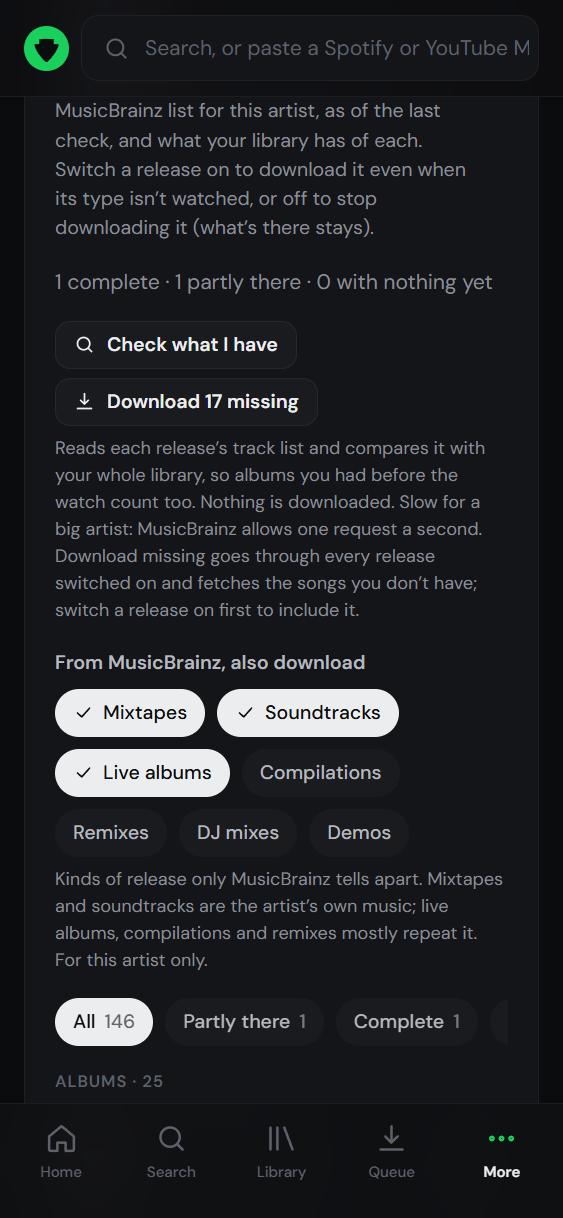 Search, or paste a Spotify or YouTube M
MusicBrainz list for this artist, as of the last
check, and what your library has of each.
Switch a release on to download it even when
its type isn’t watched, or off to stop
downloading it (what’s there stays).
1 complete · 1 partly there · 0 with nothing yet
Check what I have
Download 17 missing
Reads each release’s track list and compares it with
your whole library, so albums you had before the
watch count too. Nothing is downloaded. Slow for a
big artist: MusicBrainz allows one request a second.
Download missing goes through every release
switched on and fetches the songs you don’t have;
switch a release on first to include it.
From MusicBrainz, also download
Mixtapes Soundtracks
Live albums Compilations
Remixes DJ mixes Demos
Kinds of release only MusicBrainz tells apart. Mixtapes
and soundtracks are the artist’s own music; live
albums, compilations and remixes mostly repeat it.
For this artist only.
All 146 Partly there 1 Complete 1
ALBUMS · 25
Home Search Library Queue More